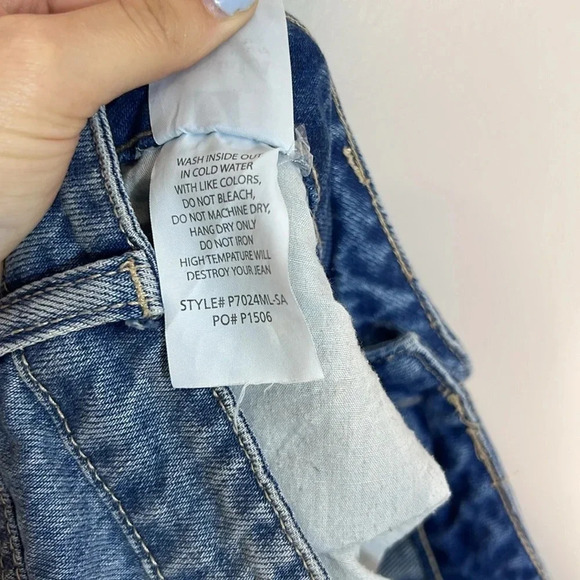 WASH INSIDE OUT
IN COLD WATER
WITH LIKE COLORS,
DO NOT BLEACH,
DO NOT MACHINE DRY,
HANG DRY ONLY
DO NOT IRON
HIGH TEMPATURE WILL
DESTROY YOUR JEAN
STYLE# P7024ML-SA
PO# P1506